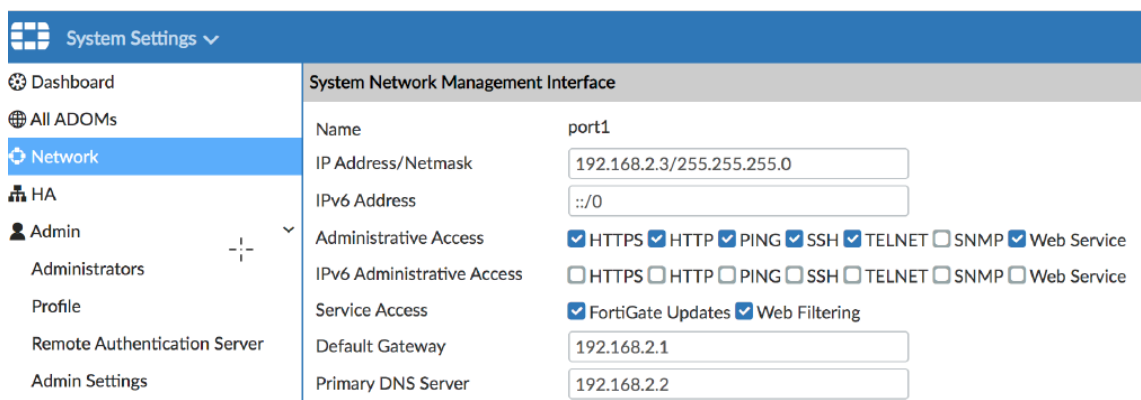 System Settings
Dashboard
All ADOMs
Network
HA
Admin
Administrators
Profile
Remote Authentication Server
Admin Settings
System Network Management Interface
Name port1
IP Address/Netmask 192.168.2.3/255.255.255.0
IPv6 Address ::/0
Administrative Access HTTPS HTTP PING SSH TELNET SNMP Web Service
IPv6 Administrative Access HTTPS HTTP PING SSH TELNET SNMP Web Service
Service Access FortiGate Updates Web Filtering
Default Gateway 192.168.2.1
Primary DNS Server 192.168.2.2